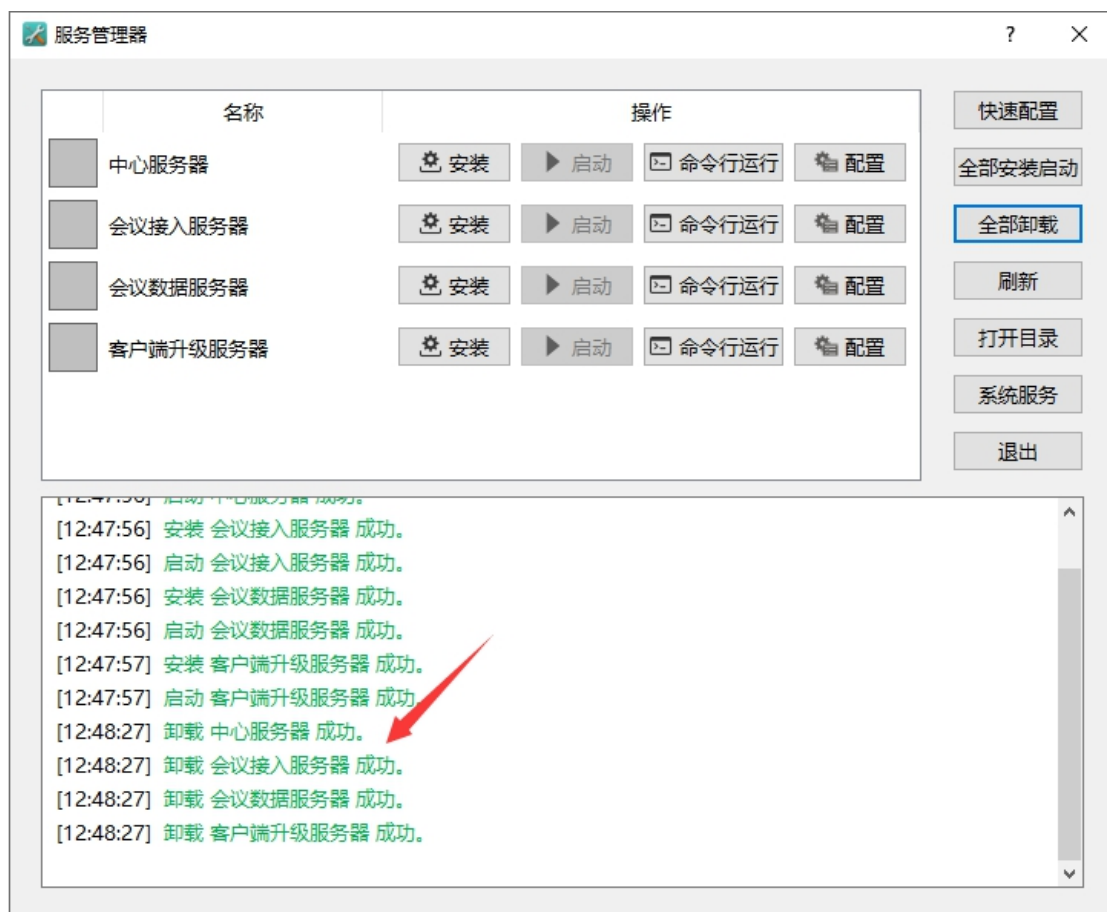 服务管理器
名称 操作
快速配置
中心服务器 安装 启动 命令行运行 配置
全部安装启动
会议接入服务器 安装 启动 命令行运行 配置
全部卸载
会议数据服务器 安装 启动 命令行运行 配置
刷新
客户端升级服务器 安装 启动 命令行运行 配置
打开目录
系统服务
退出
[12:47:56] 启动 中心服务器 成功。
[12:47:56] 安装 会议接入服务器 成功。
[12:47:56] 启动 会议接入服务器 成功。
[12:47:56] 安装 会议数据服务器 成功。
[12:47:56] 启动 会议数据服务器 成功。
[12:47:57] 安装 客户端升级服务器 成功。
[12:47:57] 启动 客户端升级服务器 成功。
[12:48:27] 卸载 中心服务器 成功。
[12:48:27] 卸载 会议接入服务器 成功。
[12:48:27] 卸载 会议数据服务器 成功。
[12:48:27] 卸载 客户端升级服务器 成功。